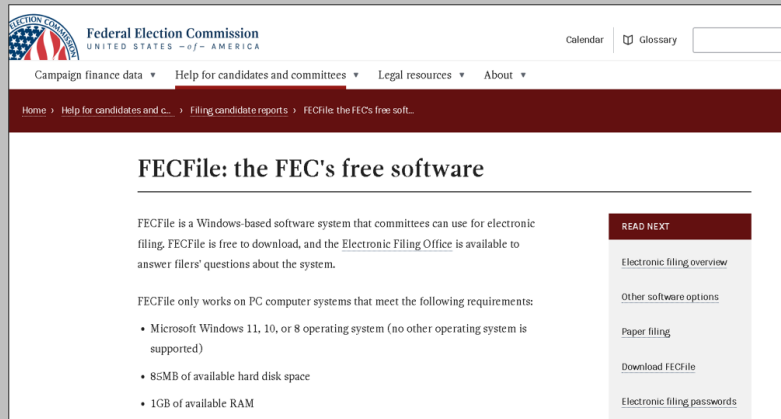 ELECTION COMMISSION
Federal Election Commission
UNITED STATES - of - AMERICA
Calendar
Glossary
Campaign finance data
Help for candidates and committees
Legal resources
About
Home › Help for candidates and c... › Filing candidate reports › FECFile: the FEC's free soft...
FECFile: the FEC's free software
FECFile is a Windows-based software system that committees can use for electronic
filing. FECFile is free to download, and the Electronic Filing Office is available to
answer filers' questions about the system.
FECFile only works on PC computer systems that meet the following requirements:
• Microsoft Windows 11, 10, or 8 operating system (no other operating system is
supported)
• 85MB of available hard disk space
• 1GB of available RAM
READ NEXT
Electronic filing overview
Other software options
Paper filing
Download FECFile
Electronic filing passwords